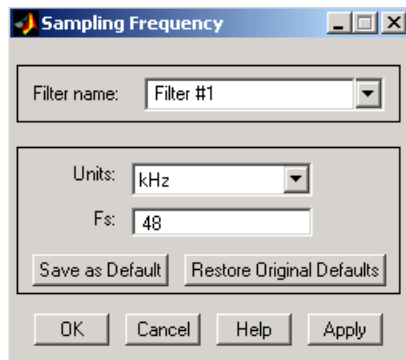 Sampling Frequency
Filter name: Filter #1
Units: kHz
Fs: 48
Save as Default Restore Original Defaults
OK Cancel Help Apply